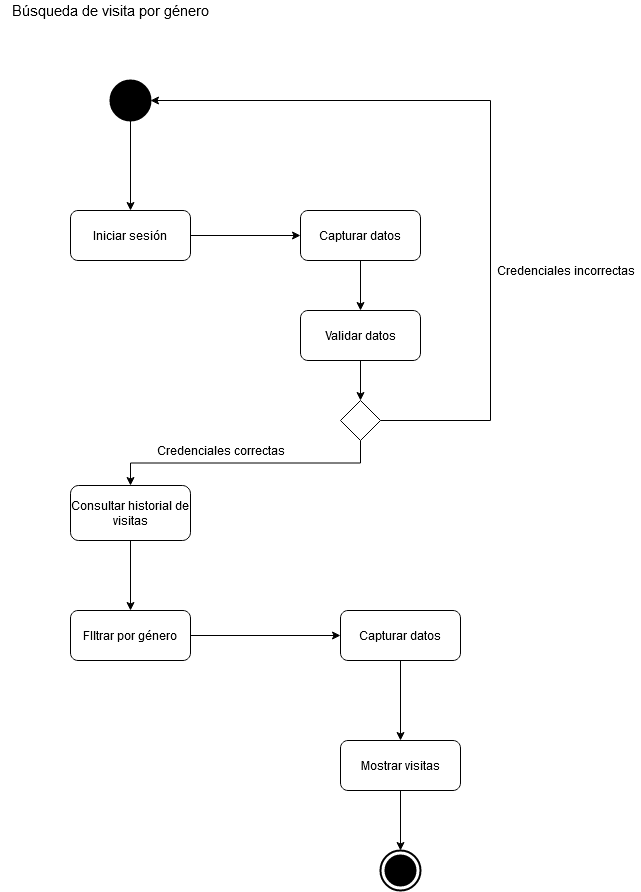 Búsqueda de visita por género
Iniciar sesión
Capturar datos
Credenciales incorrectas
Validar datos
Credenciales correctas
Consultar historial de
visitas
FIltrar por género
Capturar datos
Mostrar visitas